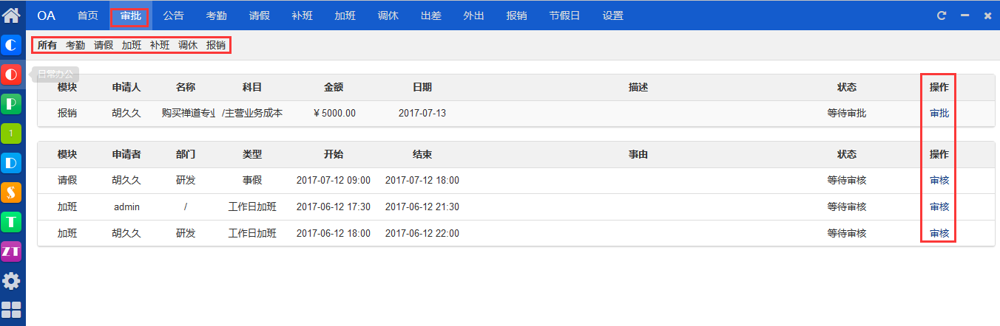 OA 首页 审批 公告 考勤 请假 补班 加班 调休 出差 外出 报销 节假日 设置
所有 考勤 请假 加班 补班 调休 报销
日常办公
模块 申请人 名称 科目 金额 日期 描述 状态 操作
报销 胡久久 购买禅道专业 /主营业务成本 ¥ 5000.00 2017-07-13 等待审批 审批
模块 申请者 部门 类型 开始 结束 事由 状态 操作
请假 胡久久 研发 事假 2017-07-12 09:00 2017-07-12 18:00 等待审核 审核
加班 admin / 工作日加班 2017-06-12 17:30 2017-06-12 21:30 等待审核 审核
加班 胡久久 研发 工作日加班 2017-06-12 18:00 2017-06-12 22:00 等待审核 审核
C
P
1
D
S
T
ZT